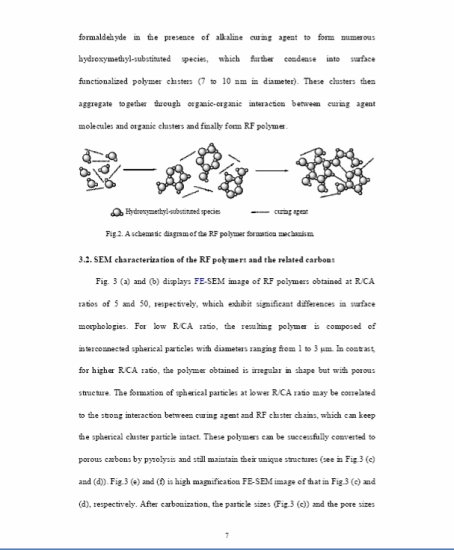 formaldehyde in the presence of alkaline curing agent to form numerous
hydroxymethyl-substituted species, which further condense into surface
functionalized polymer clusters (7 to 10 nm in diameter). These clusters then
aggregate together through organic-organic interaction between curing agent
molecules and organic clusters and finally form RF polymer.
Hydroxymethyl-substituted species curing agent
Fig.2. A schematic diagram of the RF polymer formation mechanism.
3.2. SEM characterization of the RF polymers and the related carbons
Fig. 3 (a) and (b) displays FE-SEM image of RF polymers obtained at R/CA
ratios of 5 and 50, respectively, which exhibit significant differences in surface
morphologies. For low R/CA ratio, the resulting polymer is composed of
interconnected spherical particles with diameters ranging from 1 to 3 μm. In contrast,
for higher R/CA ratio, the polymer obtained is irregular in shape but with porous
structure. The formation of spherical particles at lower R/CA ratio may be correlated
to the strong interaction between curing agent and RF cluster chains, which can keep
the spherical cluster particle intact. These polymers can be successfully converted to
porous carbons by pyrolysis and still maintain their unique structures (see in Fig.3 (c)
and (d)). Fig.3 (e) and (f) is high magnification FE-SEM image of that in Fig.3 (c) and
(d), respectively. After carbonization, the particle sizes (Fig.3 (c)) and the pore sizes
7